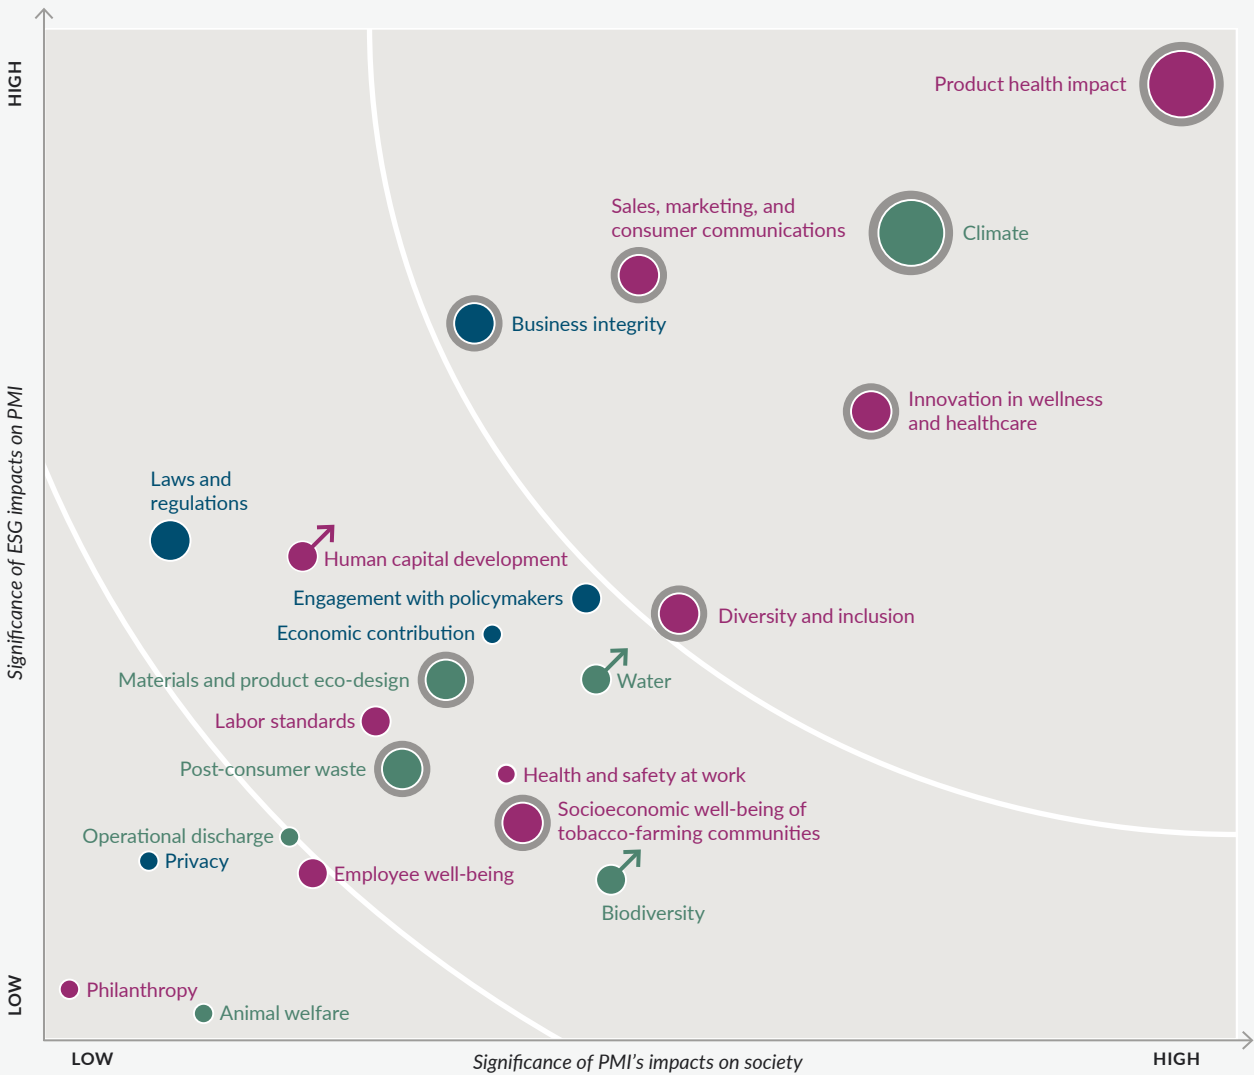 HIGH
Product health impact
Sales, marketing, and
consumer communications
Climate
Business integrity
Innovation in wellness
and healthcare
Significance of ESG impacts on PMI
Laws and
regulations
Human capital development
Engagement with policymakers
Diversity and inclusion
Economic contribution
Materials and product eco-design
Water
Labor standards
Post-consumer waste
Health and safety at work
Socioeconomic well-being of
tobacco-farming communities
Operational discharge
Privacy
Employee well-being
Biodiversity
Philanthropy
Animal welfare
LOW
LOW
Significance of PMI's impacts on society
HIGH